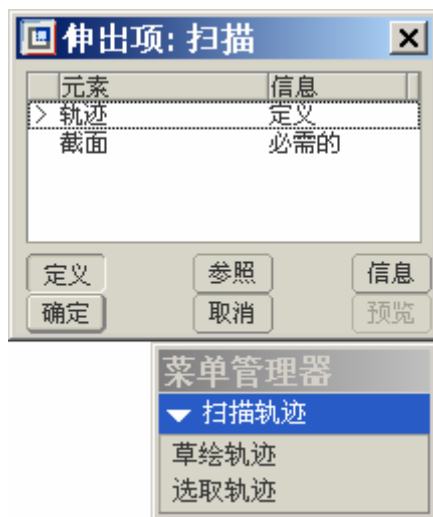 伸出项: 扫描
元素 信息
> 轨迹 定义
截面 必需的
定义 参照 信息
确定 取消 预览
菜单管理器
扫描轨迹
草绘轨迹
选取轨迹